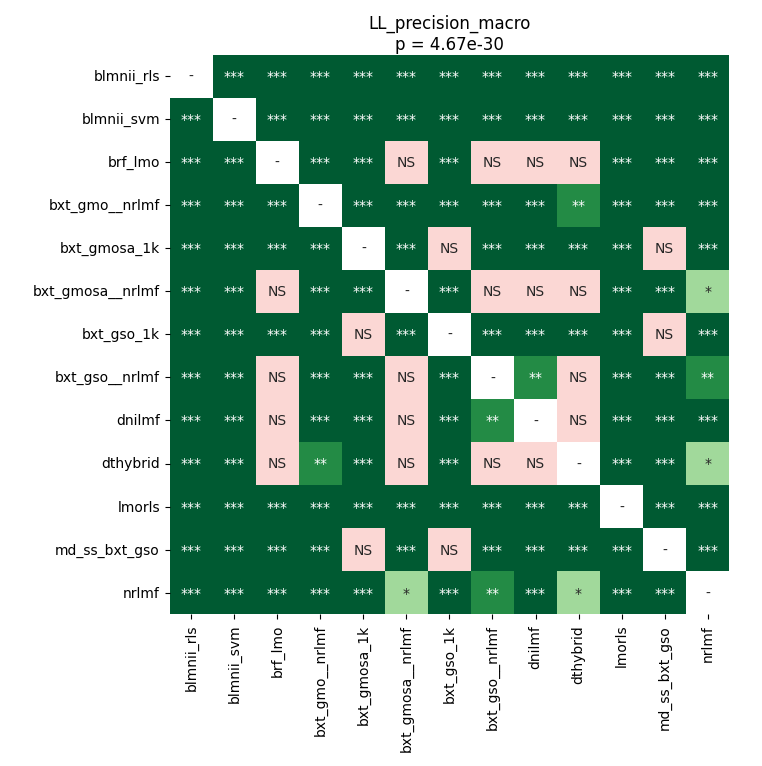 LL_precision_macro
p = 4.67e-30
blmnii_rls - *** *** *** *** *** *** *** *** *** *** *** ***
blmnii_svm *** - *** *** *** *** *** *** *** *** *** *** ***
brf_lmo *** *** - *** *** NS *** NS NS NS *** *** ***
bxt_gmo__nrlmf *** *** *** - *** *** *** *** *** ** *** *** ***
bxt_gmosa_1k *** *** *** *** - *** NS *** *** *** *** NS ***
bxt_gmosa__nrlmf *** *** NS *** *** - *** NS NS NS *** *** *
bxt_gso_1k *** *** *** *** NS *** - *** *** *** *** NS ***
bxt_gso__nrlmf *** *** NS *** *** NS *** - ** NS *** *** **
dnilmf *** *** NS *** *** NS *** ** - NS *** *** ***
dthybrid *** *** NS ** *** NS *** NS NS - *** *** *
lmorls *** *** *** *** *** *** *** *** *** *** - *** ***
md_ss_bxt_gso *** *** *** *** NS *** NS *** *** *** *** - ***
nrlmf *** *** *** *** *** * *** ** *** * *** *** -
blmnii_rls
blmnii_svm
brf_lmo
bxt_gmo__nrlmf
bxt_gmosa_1k
bxt_gmosa__nrlmf
bxt_gso_1k
bxt_gso__nrlmf
dnilmf
dthybrid
lmorls
md_ss_bxt_gso
nrlmf